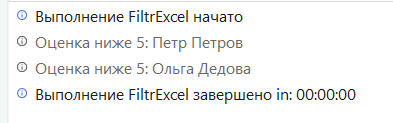 Выполнение FiltrExcel начато
Оценка ниже 5: Петр Петров
Оценка ниже 5: Ольга Дедова
Выполнение FiltrExcel завершено in: 00:00:00